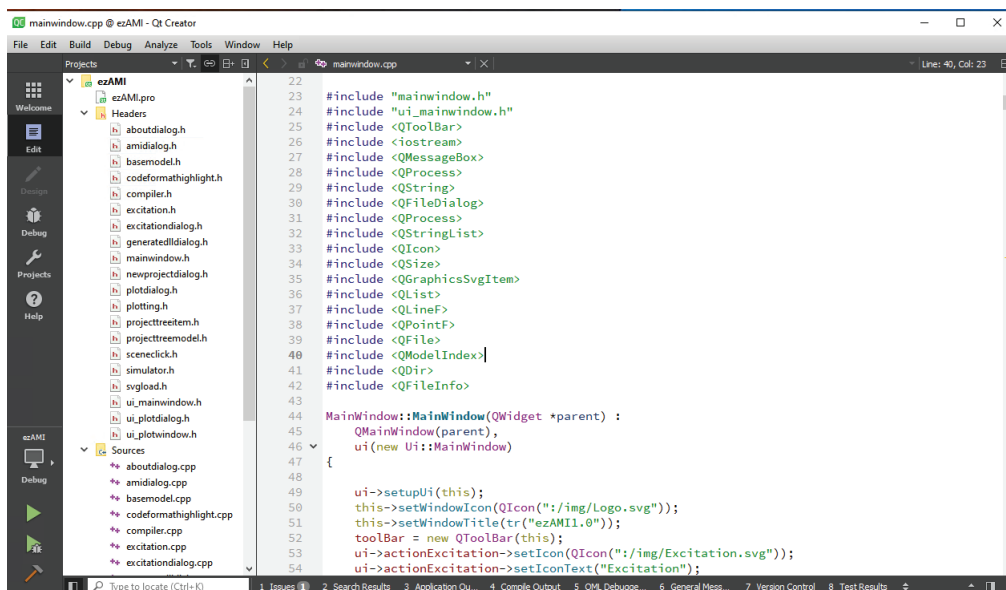 mainwindow.cpp @ ezAMI - Qt Creator
File Edit Build Debug Analyze Tools Window Help
Projects
mainwindow.cpp
Line: 40, Col: 23
Welcome
Edit
Design
Debug
Projects
Help
ezAMI
Debug
ezAMI
ezAMI.pro
Headers
aboutdialog.h
amidialog.h
basemodel.h
codeformathighlight.h
compiler.h
excitation.h
excitationdialog.h
generatedlldialog.h
mainwindow.h
newprojectdialog.h
plotdialog.h
plotting.h
projecttreeitem.h
projecttreemodel.h
sceneclick.h
simulator.h
svgload.h
ui_mainwindow.h
ui_plotdialog.h
ui_plotwindow.h
Sources
aboutdialog.cpp
amidialog.cpp
basemodel.cpp
codeformathighlight.cpp
compiler.cpp
excitation.cpp
excitationdialog.cpp
22
23 #include "mainwindow.h"
24 #include "ui_mainwindow.h"
25 #include <QToolBar>
26 #include <iostream>
27 #include <QMessageBox>
28 #include <QProcess>
29 #include <QString>
30 #include <QFileDialog>
31 #include <QProcess>
32 #include <QStringList>
33 #include <QIcon>
34 #include <QSize>
35 #include <QGraphicsSvgItem>
36 #include <QList>
37 #include <QLineF>
38 #include <QPointF>
39 #include <QFile>
40 #include <QModelIndex>
41 #include <QDir>
42 #include <QFileInfo>
43
44 MainWindow::MainWindow(QWidget *parent) :
45 QMainWindow(parent),
46 ui(new Ui::MainWindow)
47 {
48
49 ui->setupUi(this);
50 this->setWindowIcon(QIcon(":/img/Logo.svg"));
51 this->setWindowTitle(tr("ezAMI1.0"));
52 toolBar = new QToolBar(this);
53 ui->actionExcitation->setIcon(QIcon(":/img/Excitation.svg"));
54 ui->actionExcitation->setIconText("Excitation");
Type to locate (Ctrl+K)
1 Issues 1 2 Search Results 3 Application Ou... 4 Compile Output 5 QML Debugge... 6 General Mess... 7 Version Control 8 Test Results